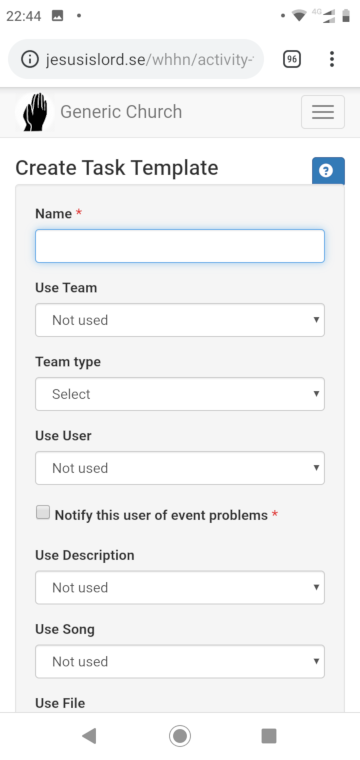 22:44
4G
jesusislord.se/whhn/activity-
96
Generic Church
Create Task Template
?
Name *
Use Team
Not used
Team type
Select
Use User
Not used
Notify this user of event problems *
Use Description
Not used
Use Song
Not used
Use File